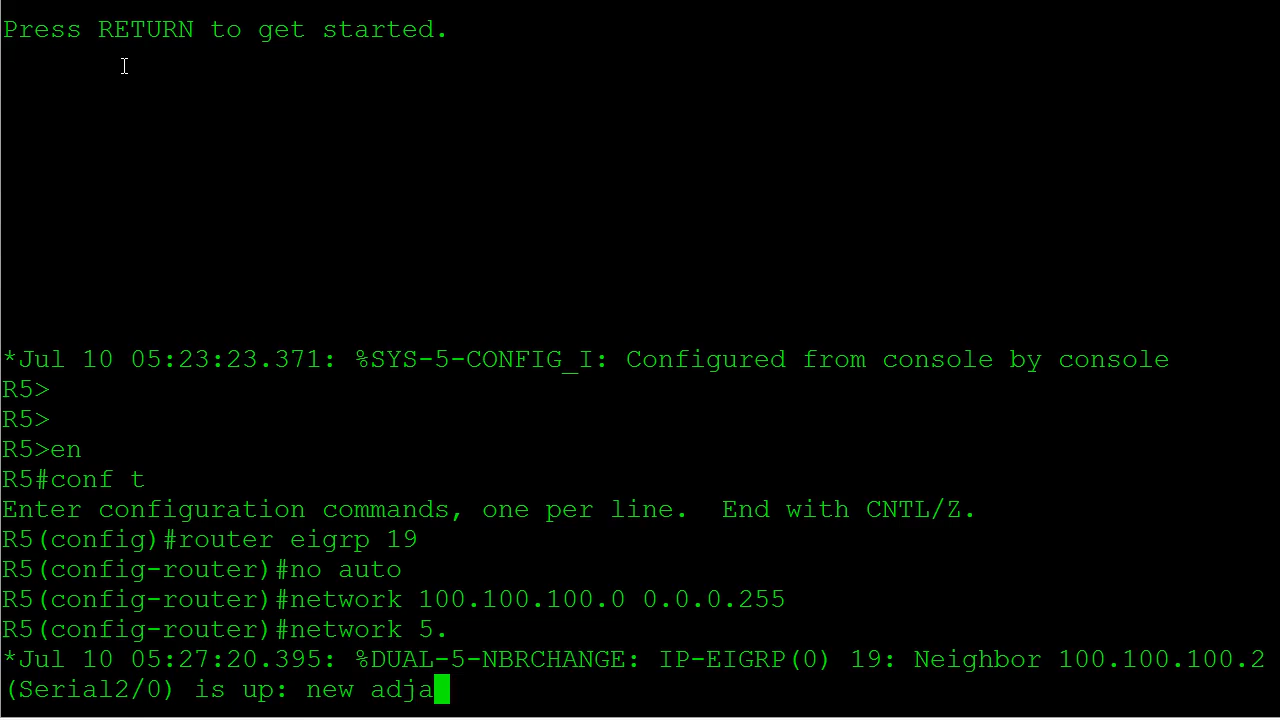 Press RETURN to get started.
*Jul 10 05:23:23.371: %SYS-5-CONFIG_I: Configured from console by console
R5>
R5>
R5>en
R5#conf t
Enter configuration commands, one per line.  End with CNTL/Z.
R5(config)#router eigrp 19
R5(config-router)#no auto
R5(config-router)#network 100.100.100.0 0.0.0.255
R5(config-router)#network 5.
*Jul 10 05:27:20.395: %DUAL-5-NBRCHANGE: IP-EIGRP(0) 19: Neighbor 100.100.100.2
(Serial2/0) is up: new adja